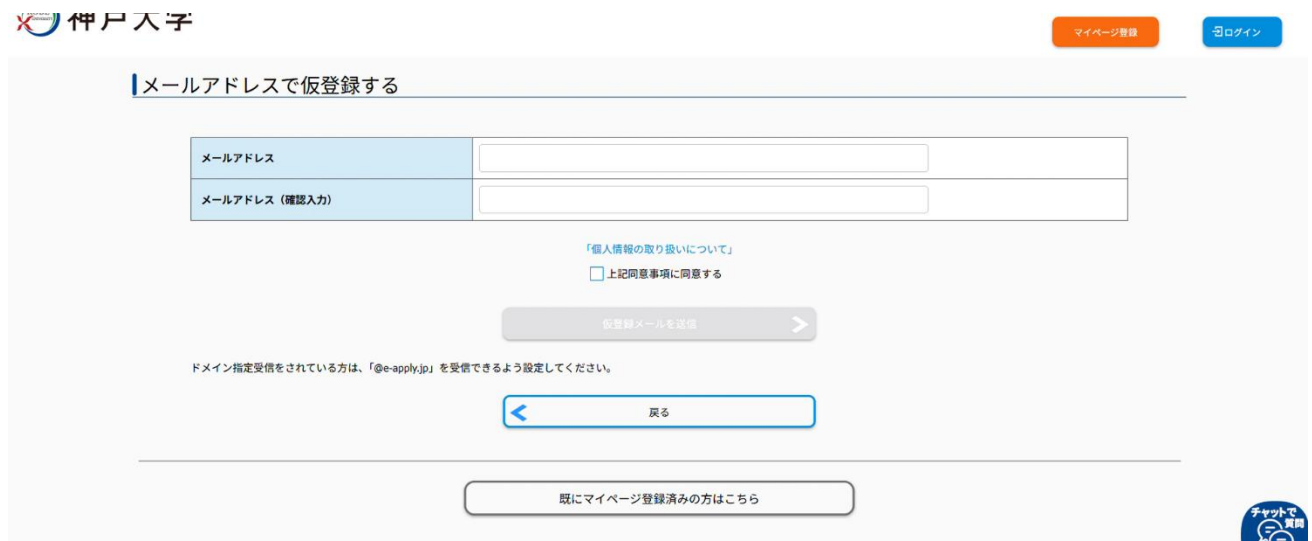 神戸大学
マイページ登録
ログイン
メールアドレスで仮登録する
メールアドレス
メールアドレス（確認入力）
「個人情報の取り扱いについて」
上記同意事項に同意する
仮登録メールを送信
ドメイン指定受信をされている方は、「@e-apply.jp」を受信できるよう設定してください。
戻る
既にマイページ登録済みの方はこちら
チャットで
質問